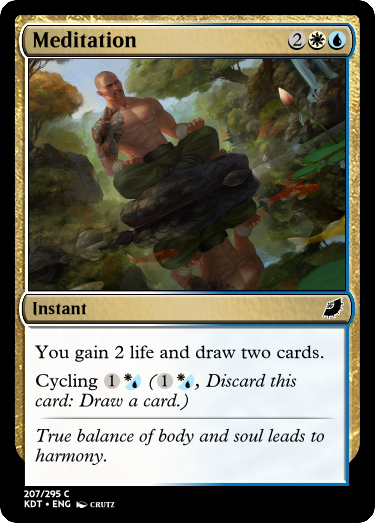 Meditation 2
Instant
You gain 2 life and draw two cards.
Cycling 1 (1 , Discard this
card: Draw a card.)
True balance of body and soul leads to
harmony.
207/295 C
KDT • ENG CRUTZ